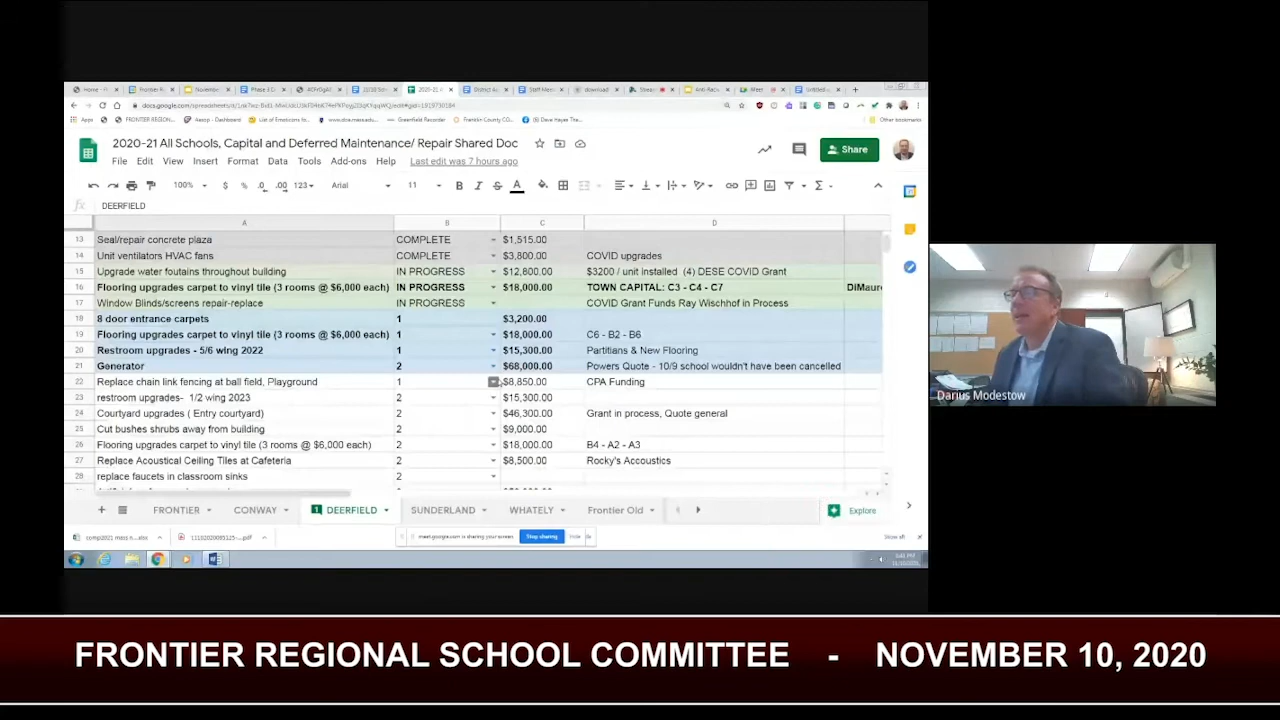 2020-21 All Schools, Capital and Deferred Maintenance/ Repair Shared Doc
Share
File Edit View Insert Format Data Tools Add-ons Help Last edit was 7 hours ago
100% $ % .0 .00 123 Arial 11 B I S A
fx DEERFIELD
A B C D
13 Seal/repair concrete plaza COMPLETE $1,515.00
14 Unit ventilators HVAC fans COMPLETE $3,800.00 COVID upgrades
15 Upgrade water foutains throughout building IN PROGRESS $12,800.00 $3200 / unit installed (4) DESE COVID Grant
16 Flooring upgrades carpet to vinyl tile (3 rooms @ $6,000 each) IN PROGRESS $18,000.00 TOWN CAPITAL: C3 - C4 - C7 DiMaur
17 Window Blinds/screens repair-replace IN PROGRESS COVID Grant Funds Ray Wischhof in Process
18 8 door entrance carpets 1 $3,200.00
19 Flooring upgrades carpet to vinyl tile (3 rooms @ $6,000 each) 1 $18,000.00 C6 - B2 - B6
20 Restroom upgrades - 5/6 wing 2022 1 $15,300.00 Partitians & New Flooring
21 Generator 2 $68,000.00 Powers Quote - 10/9 school wouldn't have been cancelled
22 Replace chain link fencing at ball field, Playground 1 $8,850.00 CPA Funding
23 restroom upgrades- 1/2 wing 2023 2 $15,300.00
24 Courtyard upgrades ( Entry courtyard) 2 $46,300.00 Grant in process, Quote general
25 Cut bushes shrubs away from building 2 $9,000.00
26 Flooring upgrades carpet to vinyl tile (3 rooms @ $6,000 each) 2 $18,000.00 B4 - A2 - A3
27 Replace Acoustical Ceiling Tiles at Cafeteria 2 $8,500.00 Rocky's Accoustics
28 replace faucets in classroom sinks 2
FRONTIER CONWAY 1 DEERFIELD SUNDERLAND WHATELY Frontier Old Explore
meet.google.com is sharing your screen. Stop sharing Hide
Show all
Darius Modestow
FRONTIER REGIONAL SCHOOL COMMITTEE - NOVEMBER 10, 2020